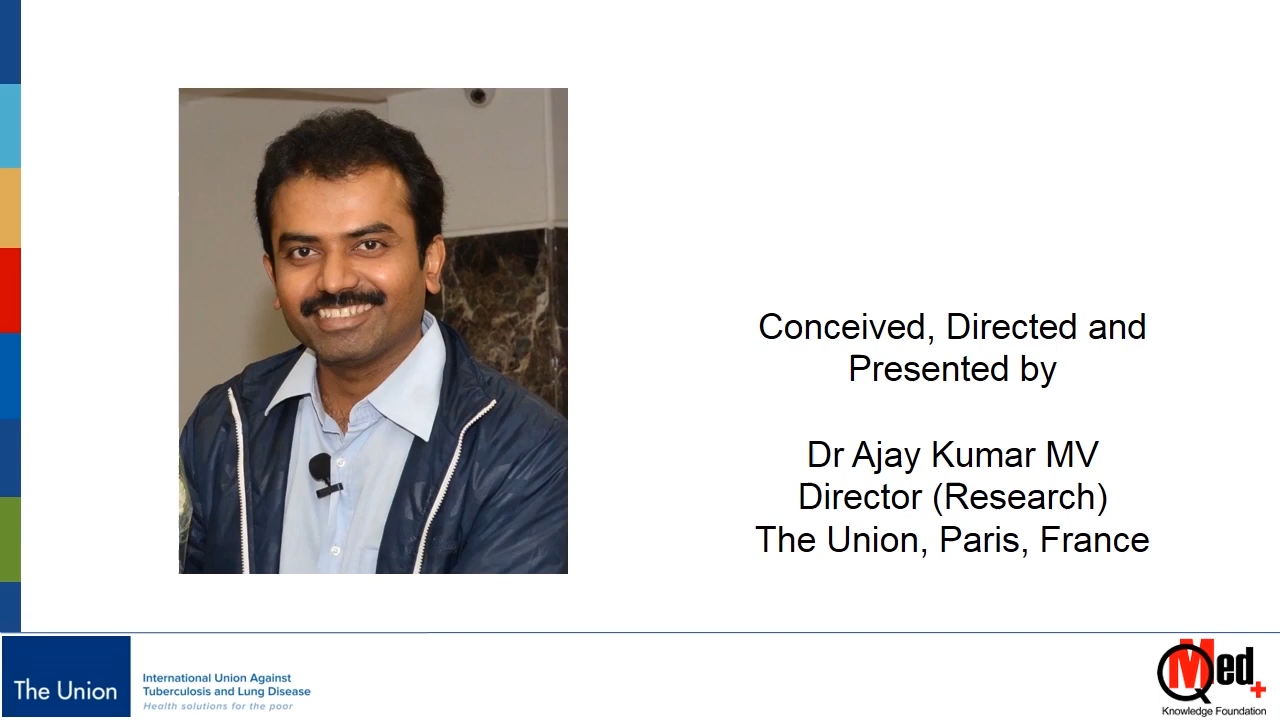 Conceived, Directed and
Presented by
Dr Ajay Kumar MV
Director (Research)
The Union, Paris, France
The Union
International Union Against
Tuberculosis and Lung Disease
Health solutions for the poor
QMed
Knowledge Foundation